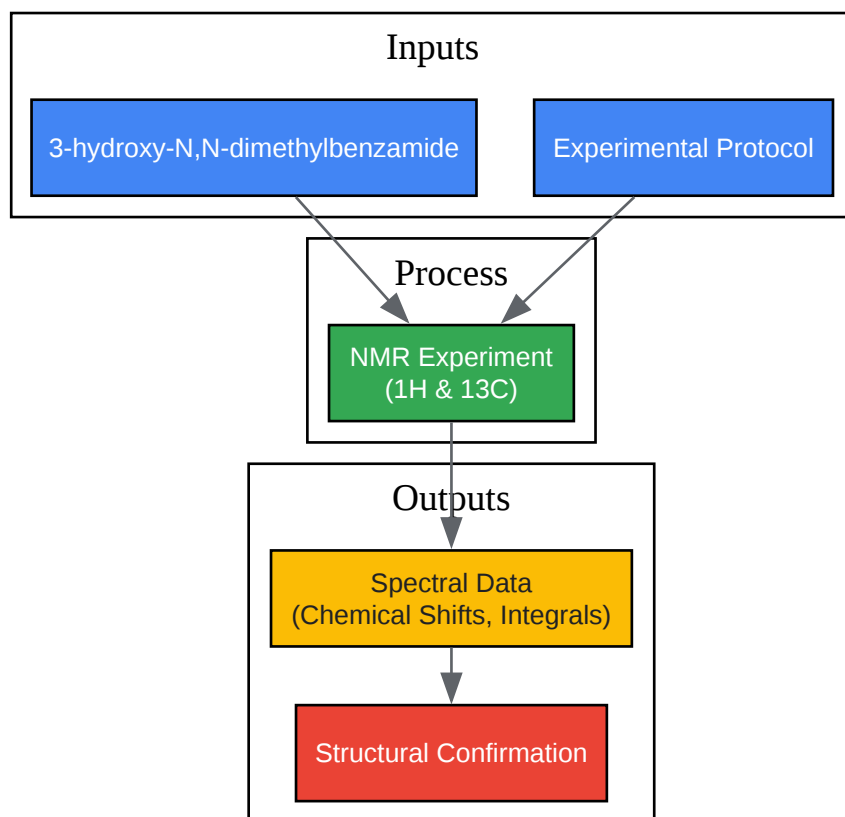 Inputs
3-hydroxy-N,N-dimethylbenzamide
Experimental Protocol
Process
NMR Experiment
(1H & 13C)
Outputs
Spectral Data
(Chemical Shifts, Integrals)
Structural Confirmation